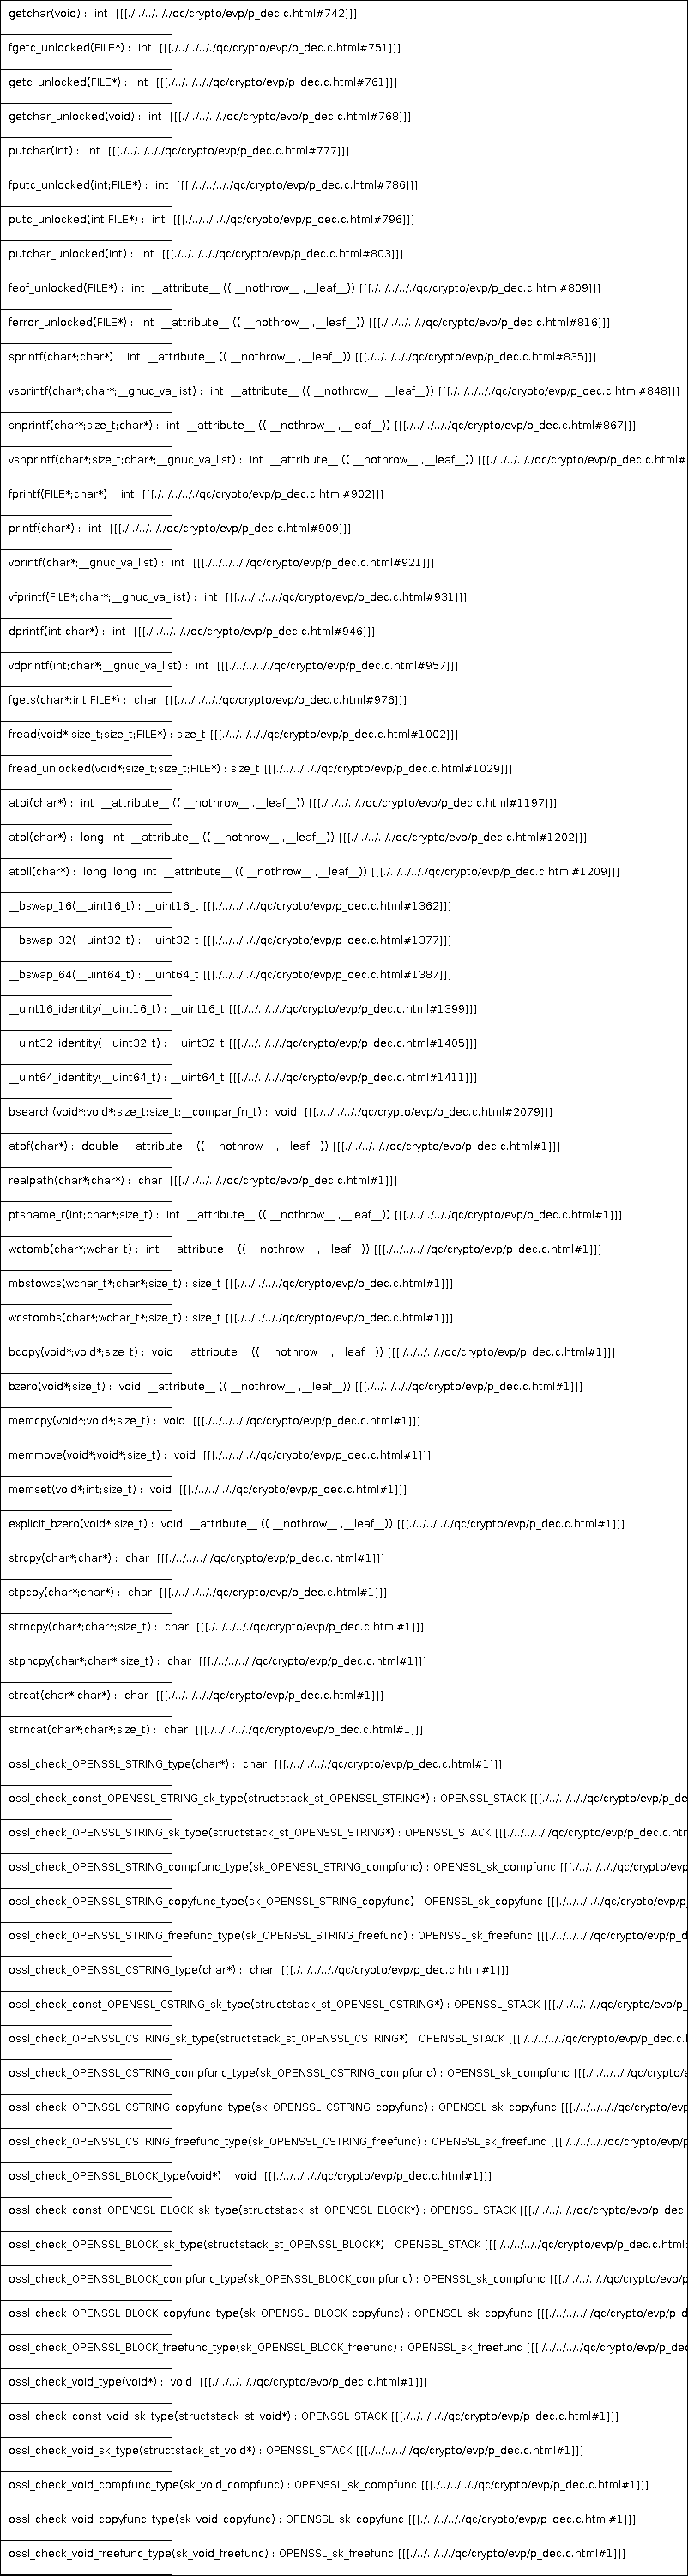 getchar(void) : int [[[./../../../././qc/crypto/evp/p_dec.c.html#742]]]
fgetc_unlocked(FILE*) : int [[[./../../../././qc/crypto/evp/p_dec.c.html#751]]]
getc_unlocked(FILE*) : int [[[./../../../././qc/crypto/evp/p_dec.c.html#761]]]
getchar_unlocked(void) : int [[[./../../../././qc/crypto/evp/p_dec.c.html#768]]]
putchar(int) : int [[[./../../../././qc/crypto/evp/p_dec.c.html#777]]]
fputc_unlocked(int;FILE*) : int [[[./../../../././qc/crypto/evp/p_dec.c.html#786]]]
putc_unlocked(int;FILE*) : int [[[./../../../././qc/crypto/evp/p_dec.c.html#796]]]
putchar_unlocked(int) : int [[[./../../../././qc/crypto/evp/p_dec.c.html#803]]]
feof_unlocked(FILE*) : int __attribute__ (( __nothrow__ ,__leaf__)) [[[./../../../././qc/crypto/evp/p_dec.c.html#809]]]
ferror_unlocked(FILE*) : int __attribute__ (( __nothrow__ ,__leaf__)) [[[./../../../././qc/crypto/evp/p_dec.c.html#816]]]
sprintf(char*;char*) : int __attribute__ (( __nothrow__ ,__leaf__)) [[[./../../../././qc/crypto/evp/p_dec.c.html#835]]]
vsprintf(char*;char*;__gnuc_va_list) : int __attribute__ (( __nothrow__ ,__leaf__)) [[[./../../../././qc/crypto/evp/p_dec.c.html#848]]]
snprintf(char*;size_t;char*) : int __attribute__ (( __nothrow__ ,__leaf__)) [[[./../../../././qc/crypto/evp/p_dec.c.html#867]]]
vsnprintf(char*;size_t;char*;__gnuc_va_list) : int __attribute__ (( __nothrow__ ,__leaf__)) [[[./../../../././qc/crypto/evp/p_dec.c.html#
fprintf(FILE*;char*) : int [[[./../../../././qc/crypto/evp/p_dec.c.html#902]]]
printf(char*) : int [[[./../../../././qc/crypto/evp/p_dec.c.html#909]]]
vprintf(char*;__gnuc_va_list) : int [[[./../../../././qc/crypto/evp/p_dec.c.html#921]]]
vfprintf(FILE*;char*;__gnuc_va_list) : int [[[./../../../././qc/crypto/evp/p_dec.c.html#931]]]
dprintf(int;char*) : int [[[./../../../././qc/crypto/evp/p_dec.c.html#946]]]
vdprintf(int;char*;__gnuc_va_list) : int [[[./../../../././qc/crypto/evp/p_dec.c.html#957]]]
fgets(char*;int;FILE*) : char [[[./../../../././qc/crypto/evp/p_dec.c.html#976]]]
fread(void*;size_t;size_t;FILE*) : size_t [[[./../../../././qc/crypto/evp/p_dec.c.html#1002]]]
fread_unlocked(void*;size_t;size_t;FILE*) : size_t [[[./../../../././qc/crypto/evp/p_dec.c.html#1029]]]
atoi(char*) : int __attribute__ (( __nothrow__ ,__leaf__)) [[[./../../../././qc/crypto/evp/p_dec.c.html#1197]]]
atol(char*) : long int __attribute__ (( __nothrow__ ,__leaf__)) [[[./../../../././qc/crypto/evp/p_dec.c.html#1202]]]
atoll(char*) : long long int __attribute__ (( __nothrow__ ,__leaf__)) [[[./../../../././qc/crypto/evp/p_dec.c.html#1209]]]
__bswap_16(__uint16_t) : __uint16_t [[[./../../../././qc/crypto/evp/p_dec.c.html#1362]]]
__bswap_32(__uint32_t) : __uint32_t [[[./../../../././qc/crypto/evp/p_dec.c.html#1377]]]
__bswap_64(__uint64_t) : __uint64_t [[[./../../../././qc/crypto/evp/p_dec.c.html#1387]]]
__uint16_identity(__uint16_t) : __uint16_t [[[./../../../././qc/crypto/evp/p_dec.c.html#1399]]]
__uint32_identity(__uint32_t) : __uint32_t [[[./../../../././qc/crypto/evp/p_dec.c.html#1405]]]
__uint64_identity(__uint64_t) : __uint64_t [[[./../../../././qc/crypto/evp/p_dec.c.html#1411]]]
bsearch(void*;void*;size_t;size_t;__compar_fn_t) : void [[[./../../../././qc/crypto/evp/p_dec.c.html#2079]]]
atof(char*) : double __attribute__ (( __nothrow__ ,__leaf__)) [[[./../../../././qc/crypto/evp/p_dec.c.html#1]]]
realpath(char*;char*) : char [[[./../../../././qc/crypto/evp/p_dec.c.html#1]]]
ptsname_r(int;char*;size_t) : int __attribute__ (( __nothrow__ ,__leaf__)) [[[./../../../././qc/crypto/evp/p_dec.c.html#1]]]
wctomb(char*;wchar_t) : int __attribute__ (( __nothrow__ ,__leaf__)) [[[./../../../././qc/crypto/evp/p_dec.c.html#1]]]
mbstowcs(wchar_t*;char*;size_t) : size_t [[[./../../../././qc/crypto/evp/p_dec.c.html#1]]]
wcstombs(char*;wchar_t*;size_t) : size_t [[[./../../../././qc/crypto/evp/p_dec.c.html#1]]]
bcopy(void*;void*;size_t) : void __attribute__ (( __nothrow__ ,__leaf__)) [[[./../../../././qc/crypto/evp/p_dec.c.html#1]]]
bzero(void*;size_t) : void __attribute__ (( __nothrow__ ,__leaf__)) [[[./../../../././qc/crypto/evp/p_dec.c.html#1]]]
memcpy(void*;void*;size_t) : void [[[./../../../././qc/crypto/evp/p_dec.c.html#1]]]
memmove(void*;void*;size_t) : void [[[./../../../././qc/crypto/evp/p_dec.c.html#1]]]
memset(void*;int;size_t) : void [[[./../../../././qc/crypto/evp/p_dec.c.html#1]]]
explicit_bzero(void*;size_t) : void __attribute__ (( __nothrow__ ,__leaf__)) [[[./../../../././qc/crypto/evp/p_dec.c.html#1]]]
strcpy(char*;char*) : char [[[./../../../././qc/crypto/evp/p_dec.c.html#1]]]
stpcpy(char*;char*) : char [[[./../../../././qc/crypto/evp/p_dec.c.html#1]]]
strncpy(char*;char*;size_t) : char [[[./../../../././qc/crypto/evp/p_dec.c.html#1]]]
stpncpy(char*;char*;size_t) : char [[[./../../../././qc/crypto/evp/p_dec.c.html#1]]]
strcat(char*;char*) : char [[[./../../../././qc/crypto/evp/p_dec.c.html#1]]]
strncat(char*;char*;size_t) : char [[[./../../../././qc/crypto/evp/p_dec.c.html#1]]]
ossl_check_OPENSSL_STRING_type(char*) : char [[[./../../../././qc/crypto/evp/p_dec.c.html#1]]]
ossl_check_const_OPENSSL_STRING_sk_type(structstack_st_OPENSSL_STRING*) : OPENSSL_STACK [[[./../../../././qc/crypto/evp/p_de
ossl_check_OPENSSL_STRING_sk_type(structstack_st_OPENSSL_STRING*) : OPENSSL_STACK [[[./../../../././qc/crypto/evp/p_dec.c.htm
ossl_check_OPENSSL_STRING_compfunc_type(sk_OPENSSL_STRING_compfunc) : OPENSSL_sk_compfunc [[[./../../../././qc/crypto/evp
ossl_check_OPENSSL_STRING_copyfunc_type(sk_OPENSSL_STRING_copyfunc) : OPENSSL_sk_copyfunc [[[./../../../././qc/crypto/evp/p_
ossl_check_OPENSSL_STRING_freefunc_type(sk_OPENSSL_STRING_freefunc) : OPENSSL_sk_freefunc [[[./../../../././qc/crypto/evp/p_d
ossl_check_OPENSSL_CSTRING_type(char*) : char [[[./../../../././qc/crypto/evp/p_dec.c.html#1]]]
ossl_check_const_OPENSSL_CSTRING_sk_type(structstack_st_OPENSSL_CSTRING*) : OPENSSL_STACK [[[./../../../././qc/crypto/evp/p_
ossl_check_OPENSSL_CSTRING_sk_type(structstack_st_OPENSSL_CSTRING*) : OPENSSL_STACK [[[./../../../././qc/crypto/evp/p_dec.c.
ossl_check_OPENSSL_CSTRING_compfunc_type(sk_OPENSSL_CSTRING_compfunc) : OPENSSL_sk_compfunc [[[./../../../././qc/crypto/e
ossl_check_OPENSSL_CSTRING_copyfunc_type(sk_OPENSSL_CSTRING_copyfunc) : OPENSSL_sk_copyfunc [[[./../../../././qc/crypto/evp
ossl_check_OPENSSL_CSTRING_freefunc_type(sk_OPENSSL_CSTRING_freefunc) : OPENSSL_sk_freefunc [[[./../../../././qc/crypto/evp/p
ossl_check_OPENSSL_BLOCK_type(void*) : void [[[./../../../././qc/crypto/evp/p_dec.c.html#1]]]
ossl_check_const_OPENSSL_BLOCK_sk_type(structstack_st_OPENSSL_BLOCK*) : OPENSSL_STACK [[[./../../../././qc/crypto/evp/p_dec.
ossl_check_OPENSSL_BLOCK_sk_type(structstack_st_OPENSSL_BLOCK*) : OPENSSL_STACK [[[./../../../././qc/crypto/evp/p_dec.c.html
ossl_check_OPENSSL_BLOCK_compfunc_type(sk_OPENSSL_BLOCK_compfunc) : OPENSSL_sk_compfunc [[[./../../../././qc/crypto/evp/p
ossl_check_OPENSSL_BLOCK_copyfunc_type(sk_OPENSSL_BLOCK_copyfunc) : OPENSSL_sk_copyfunc [[[./../../../././qc/crypto/evp/p_d
ossl_check_OPENSSL_BLOCK_freefunc_type(sk_OPENSSL_BLOCK_freefunc) : OPENSSL_sk_freefunc [[[./../../../././qc/crypto/evp/p_dec
ossl_check_void_type(void*) : void [[[./../../../././qc/crypto/evp/p_dec.c.html#1]]]
ossl_check_const_void_sk_type(structstack_st_void*) : OPENSSL_STACK [[[./../../../././qc/crypto/evp/p_dec.c.html#1]]]
ossl_check_void_sk_type(structstack_st_void*) : OPENSSL_STACK [[[./../../../././qc/crypto/evp/p_dec.c.html#1]]]
ossl_check_void_compfunc_type(sk_void_compfunc) : OPENSSL_sk_compfunc [[[./../../../././qc/crypto/evp/p_dec.c.html#1]]]
ossl_check_void_copyfunc_type(sk_void_copyfunc) : OPENSSL_sk_copyfunc [[[./../../../././qc/crypto/evp/p_dec.c.html#1]]]
ossl_check_void_freefunc_type(sk_void_freefunc) : OPENSSL_sk_freefunc [[[./../../../././qc/crypto/evp/p_dec.c.html#1]]]